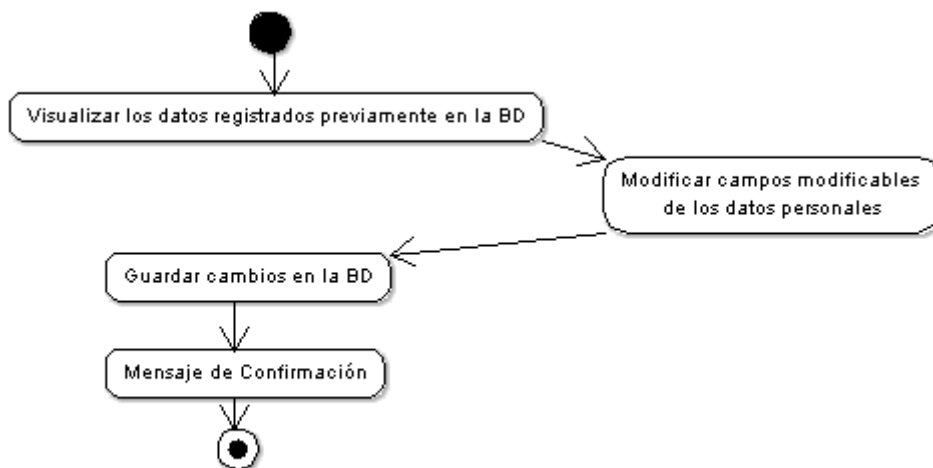 Visualizar los datos registrados previamente en la BD
Modificar campos modificables
de los datos personales
Guardar cambios en la BD
Mensaje de Confirmación